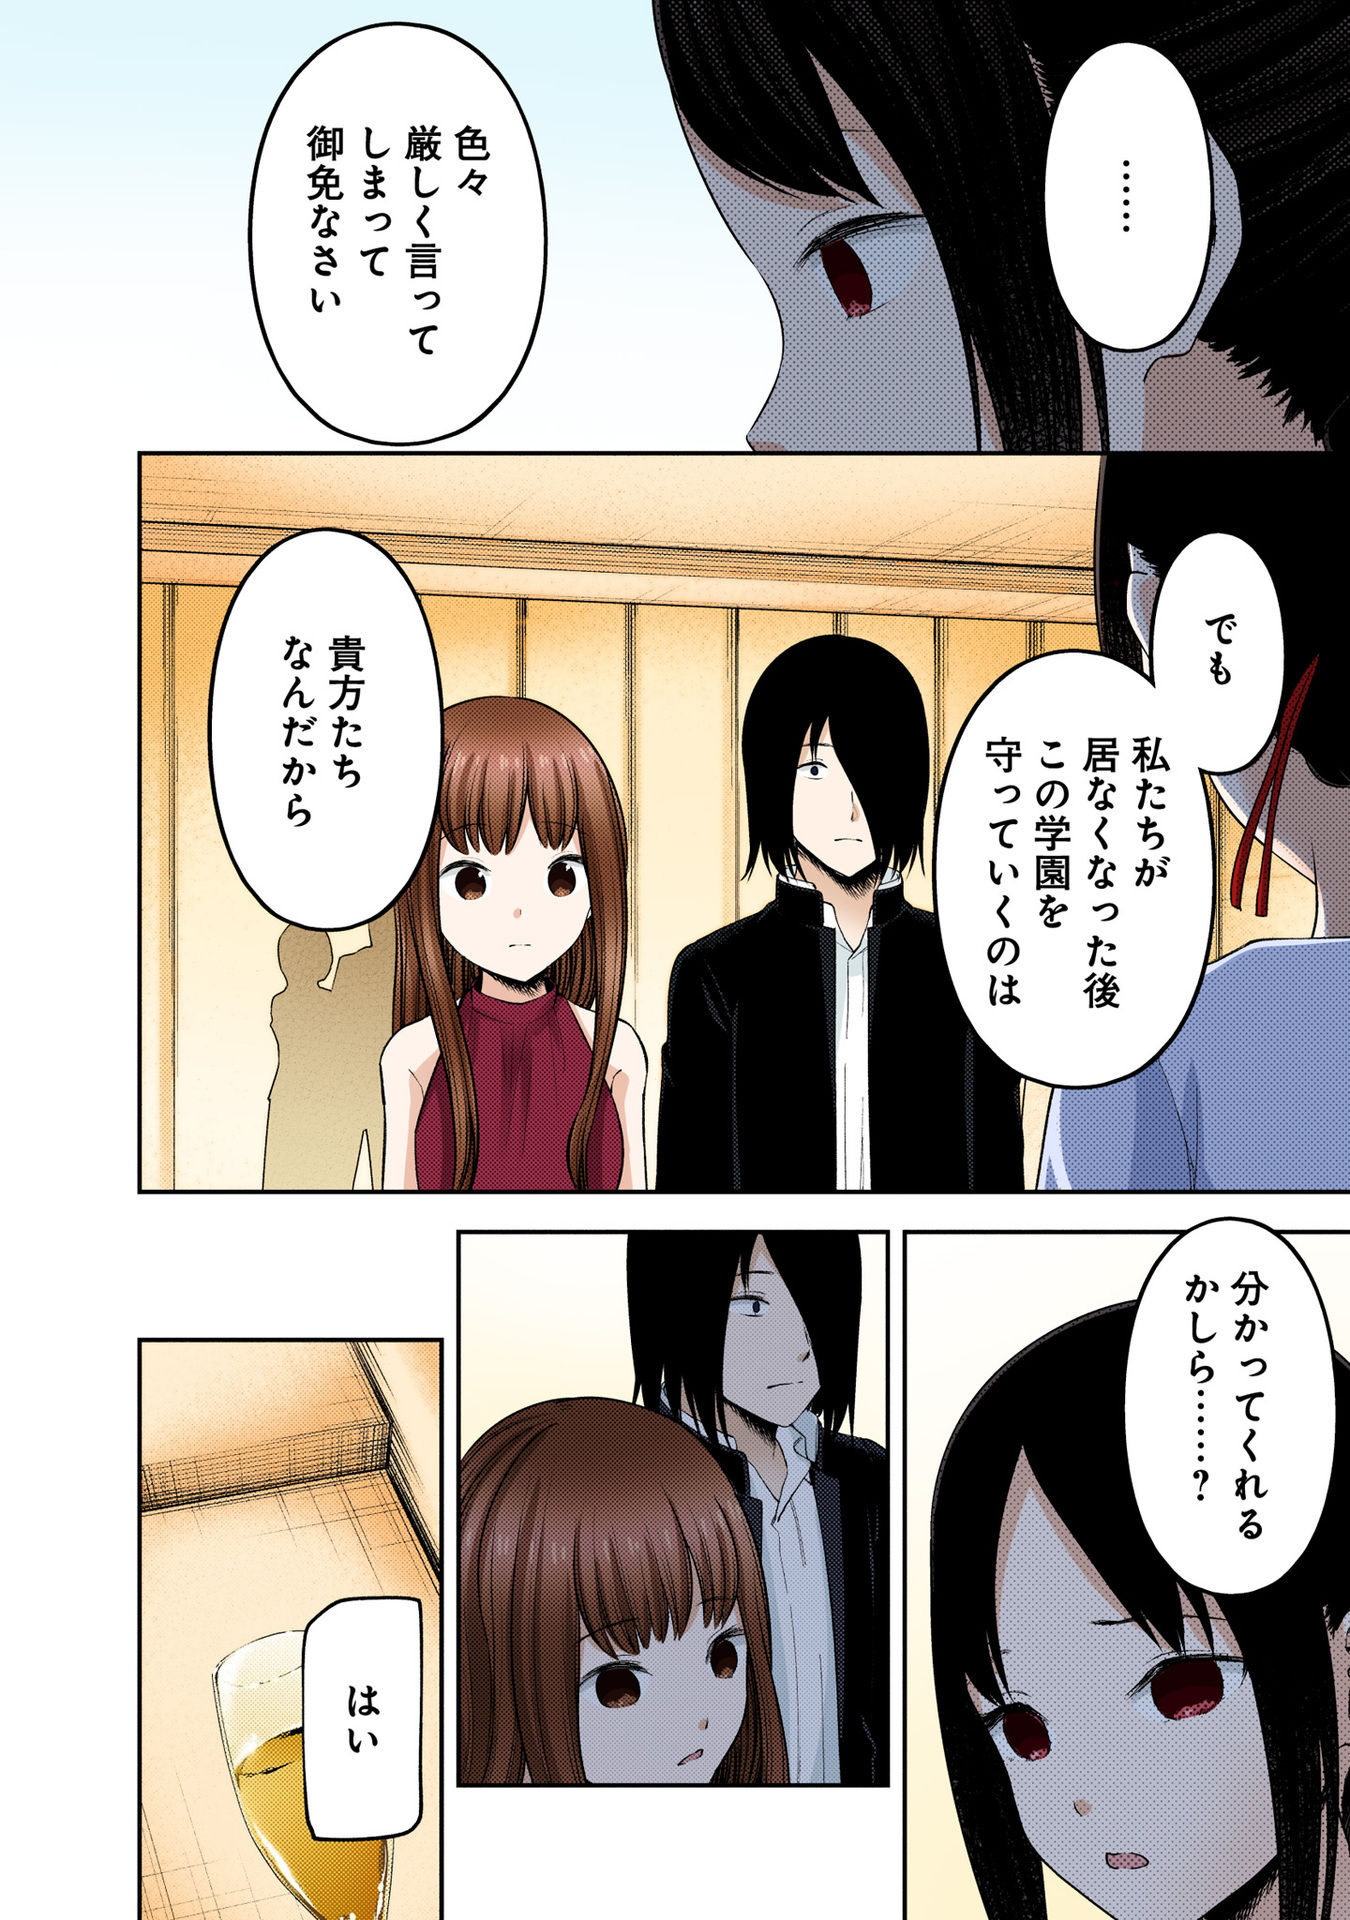 ……
色々
厳しく言って
しまって
御免なさい
でも
私たちが
居なくなった後
この学園を
守っていくのは
貴方たち
なんだから
分かってくれる
かしら……?
はい